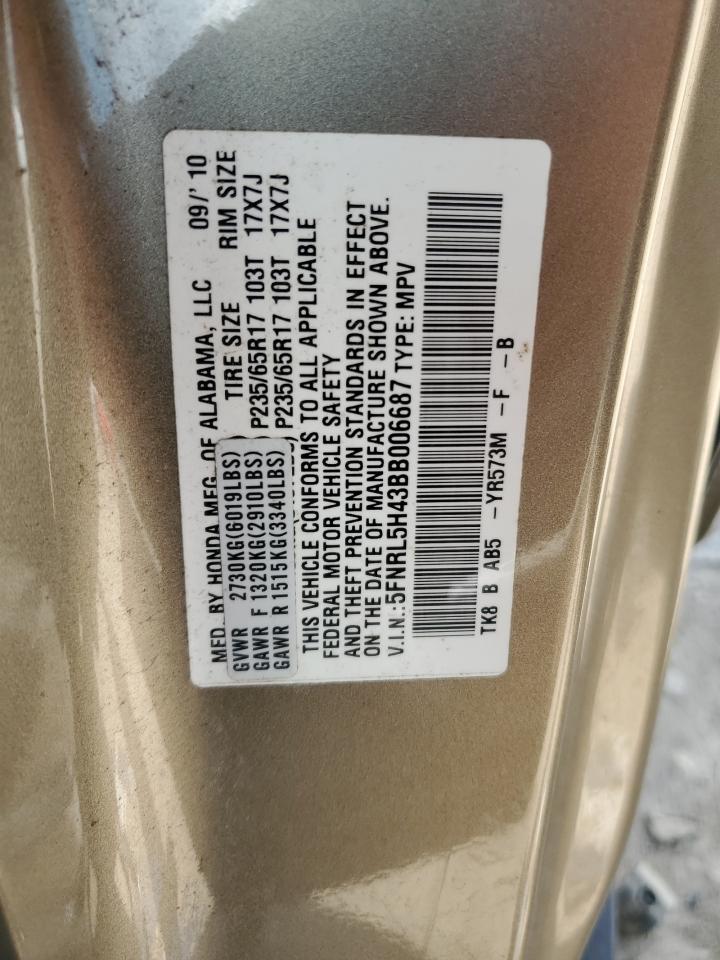 MFD. BY HONDA MFG. OF ALABAMA, LLC 09/'10
TIRE SIZE RIM SIZE
GVWR 2730KG(6019LBS)
GAWR F 1320KG(2910LBS) P235/65R17 103T 17X7J
GAWR R 1515KG(3340LBS) P235/65R17 103T 17X7J
THIS VEHICLE CONFORMS TO ALL APPLICABLE
FEDERAL MOTOR VEHICLE SAFETY
AND THEFT PREVENTION STANDARDS IN EFFECT
ON THE DATE OF MANUFACTURE SHOWN ABOVE.
V.I.N.:5FNRL5H43BB006687 TYPE: MPV
TK8 B AB5 -YR573M -F -B